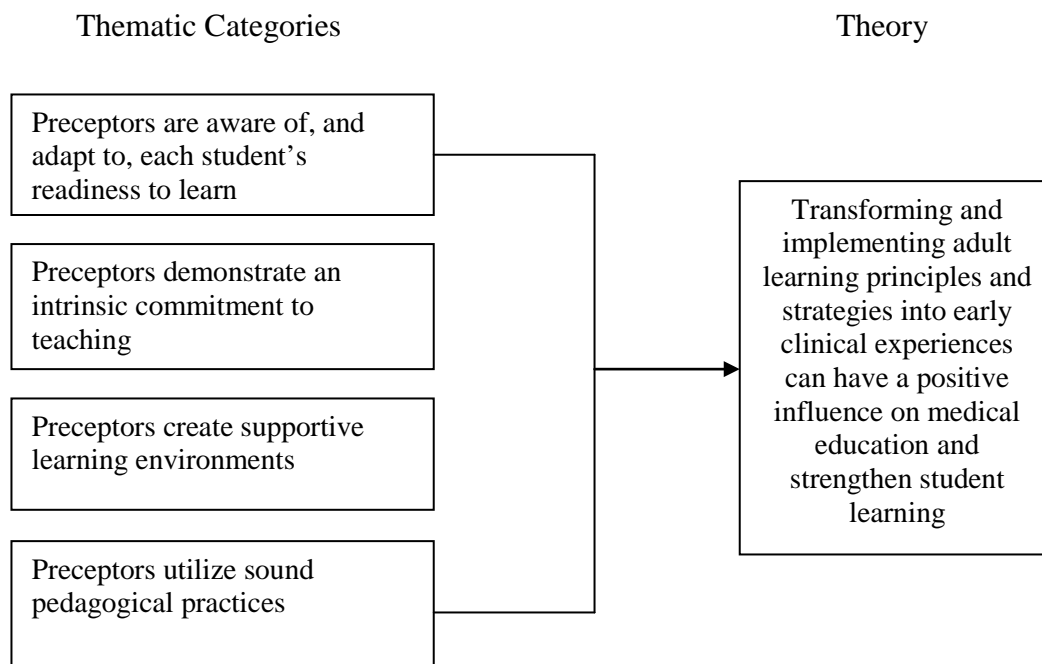 Thematic Categories
Theory
Preceptors are aware of, and
adapt to, each student's
readiness to learn
Preceptors demonstrate an
intrinsic commitment to
teaching
Preceptors create supportive
learning environments
Preceptors utilize sound
pedagogical practices
Transforming and
implementing adult
learning principles and
strategies into early
clinical experiences
can have a positive
influence on medical
education and
strengthen student
learning